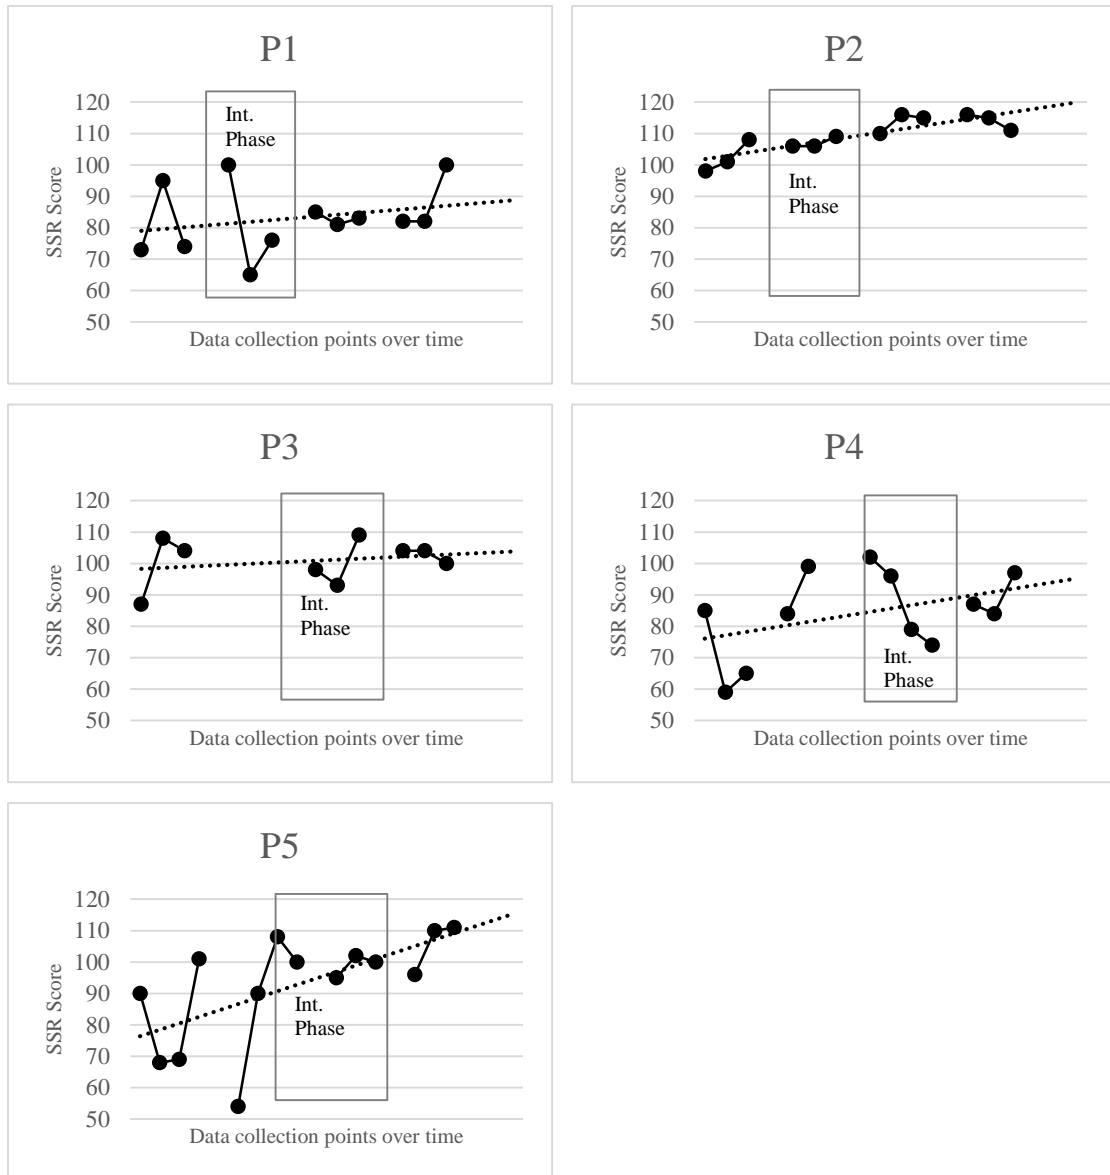 P1
Int.
Phase
120
110
100
90
80
70
60
50
SSR Score
Data collection points over time
P2
120
110
100
90
80
70
60
50
SSR Score
Int.
Phase
Data collection points over time
P3
120
110
100
90
80
70
60
50
SSR Score
Int.
Phase
Data collection points over time
P4
120
110
100
90
80
70
60
50
SSR Score
Int.
Phase
Data collection points over time
P5
120
110
100
90
80
70
60
50
SSR Score
Int.
Phase
Data collection points over time